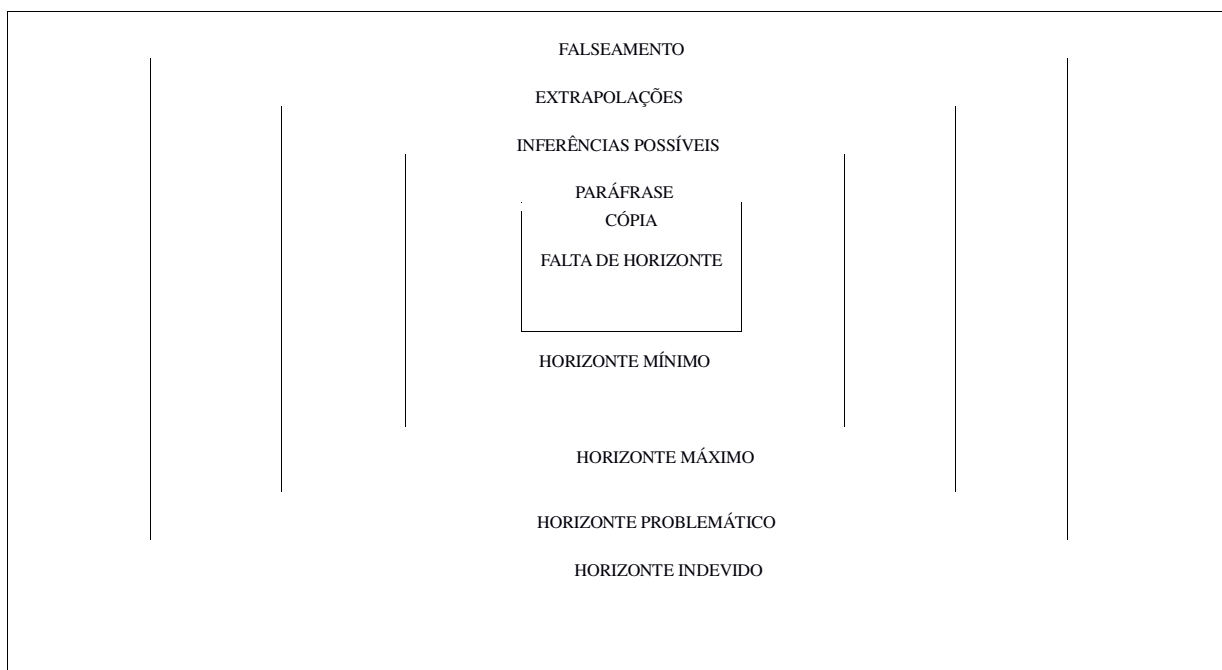 FALSEAMENTO
EXTRAPOLAÇÕES
INFERÊNCIAS POSSÍVEIS
PARÁFRASE
CÓPIA
FALTA DE HORIZONTE
HORIZONTE MÍNIMO
HORIZONTE MÁXIMO
HORIZONTE PROBLEMÁTICO
HORIZONTE INDEVIDO